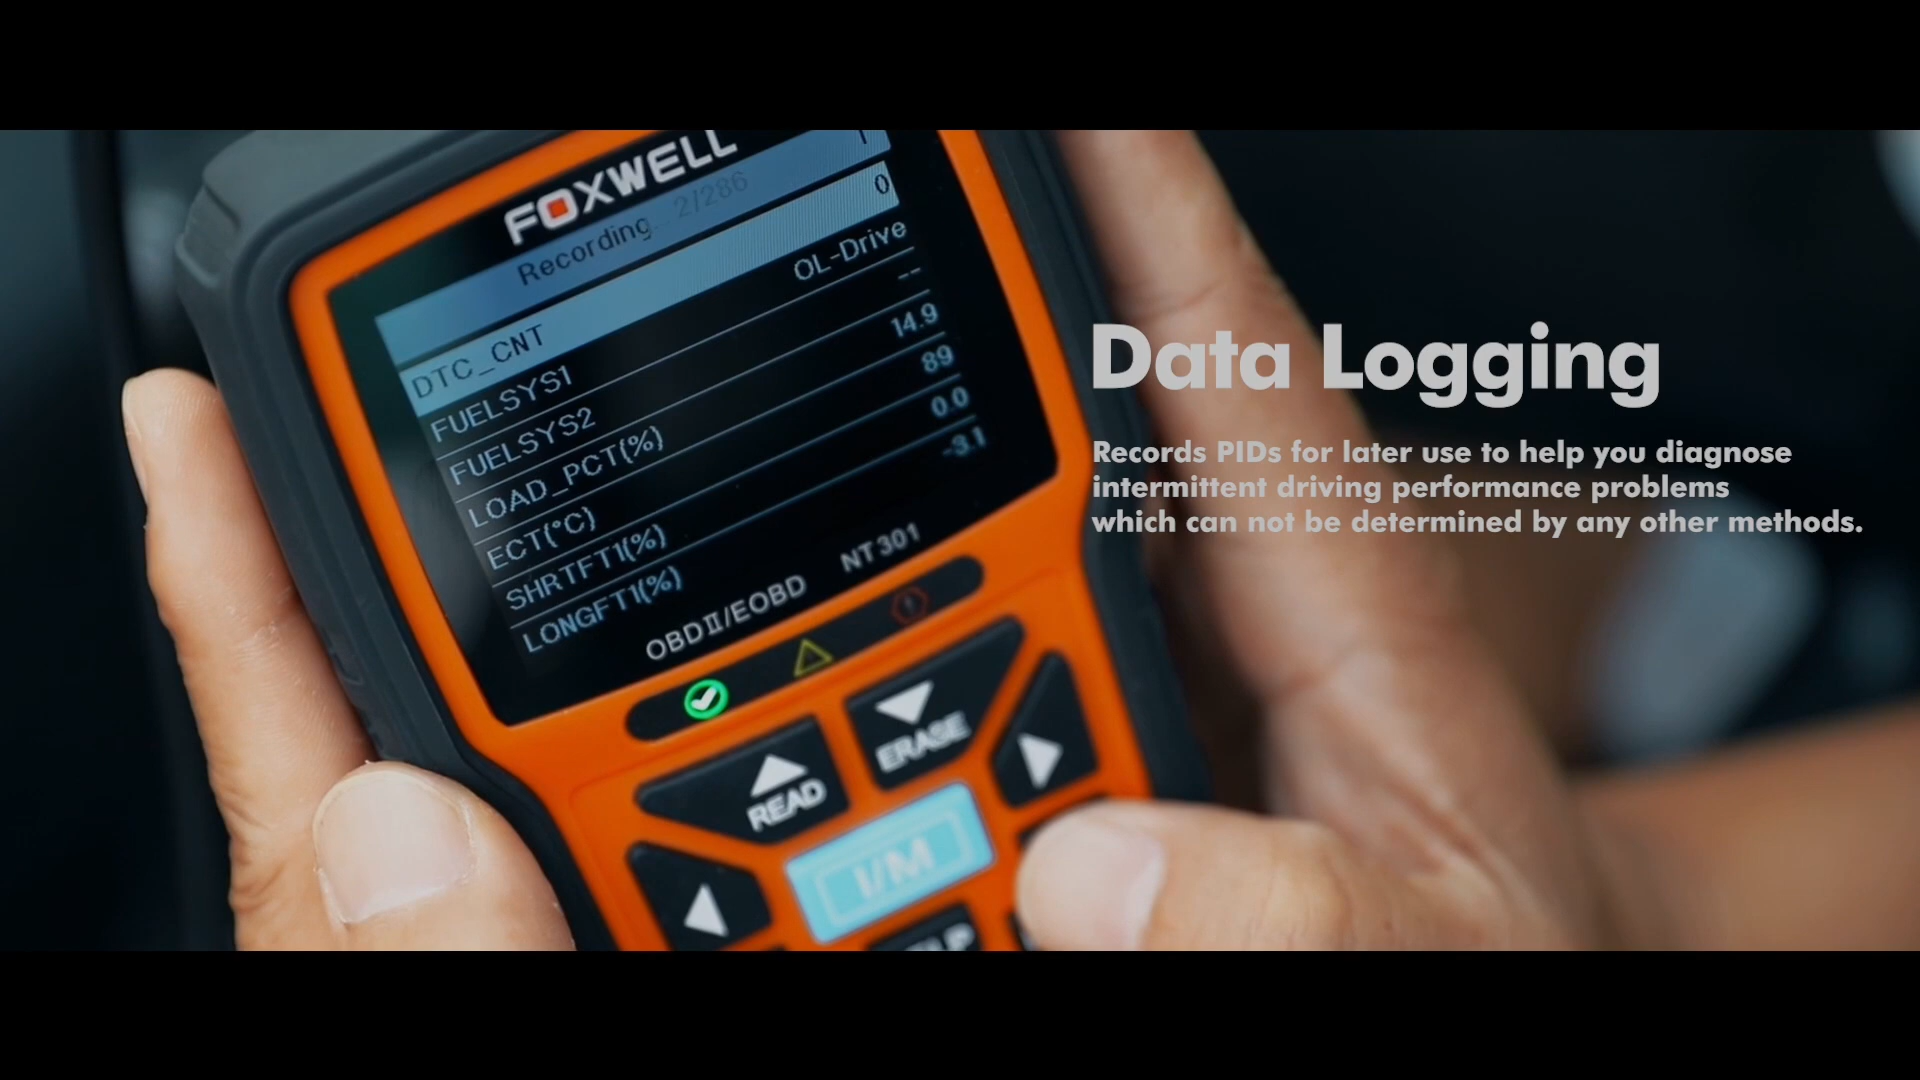 FOXWELL
Recording... 2/286
DTC_CNT 0
FUELSYS1 OL-Drive
FUELSYS2 --
LOAD_PCT(%) 14.9
ECT(°C) 89
SHRTFT1(%) 0.0
LONGFT1(%) -3.1
OBDII/EOBD NT301
READ
ERASE
I/M
Data Logging
Records PIDs for later use to help you diagnose
intermittent driving performance problems
which can not be determined by any other methods.